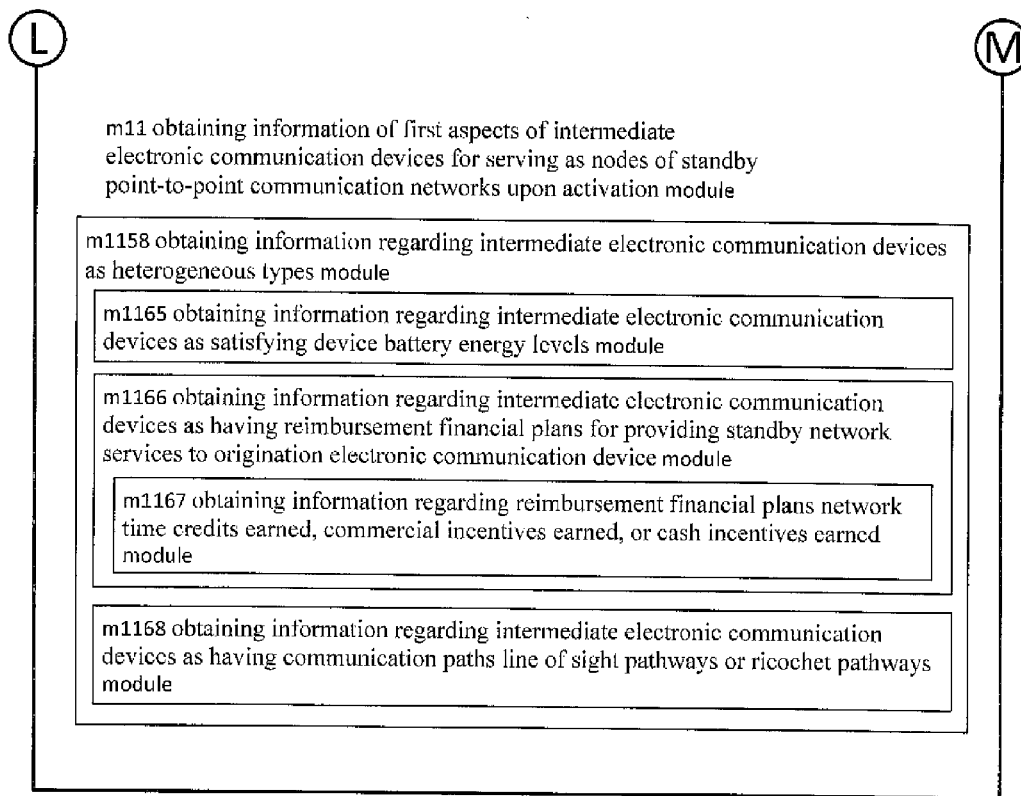 L
M
m11 obtaining information of first aspects of intermediate
electronic communication devices for serving as nodes of standby
point-to-point communication networks upon activation module
m1158 obtaining information regarding intermediate electronic communication devices
as heterogeneous types module
m1165 obtaining information regarding intermediate electronic communication
devices as satisfying device battery energy levels module
m1166 obtaining information regarding intermediate electronic communication
devices as having reimbursement financial plans for providing standby network
services to origination electronic communication device module
m1167 obtaining information regarding reimbursement financial plans network
time credits earned, commercial incentives earned, or cash incentives earned
module
m1168 obtaining information regarding intermediate electronic communication
devices as having communication paths line of sight pathways or ricochet pathways
module